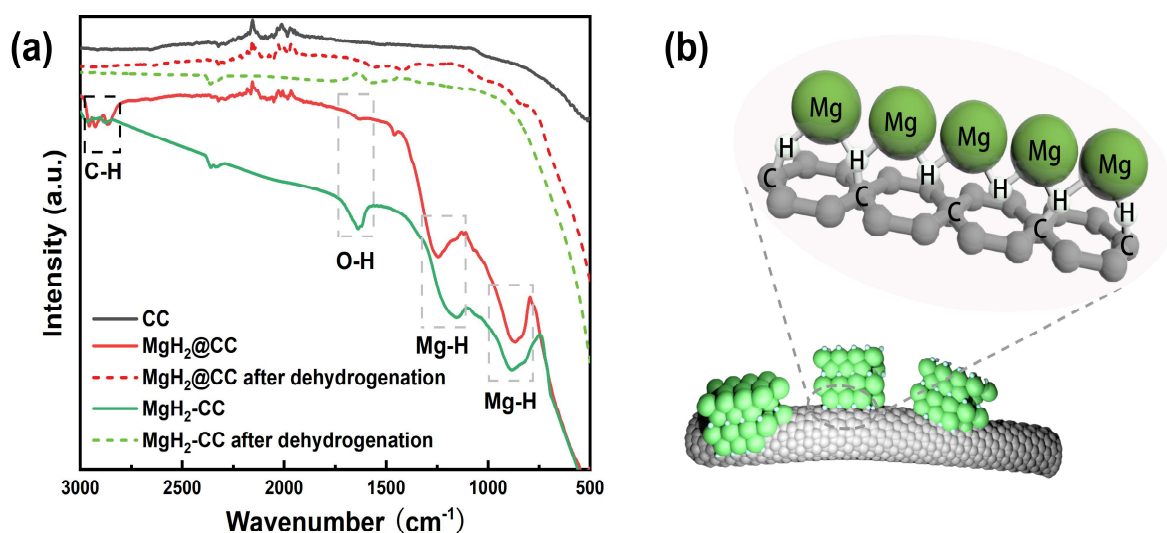 (a)
Intensity (a.u.)
C-H
O-H
Mg-H
Mg-H
CC
MgH₂@CC
MgH₂@CC after dehydrogenation
MgH₂-CC
MgH₂-CC after dehydrogenation
3000 2500 2000 1500 1000 500
Wavenumber (cm⁻¹)
(b)
Mg Mg Mg Mg Mg
H H H H H H
C C C C C